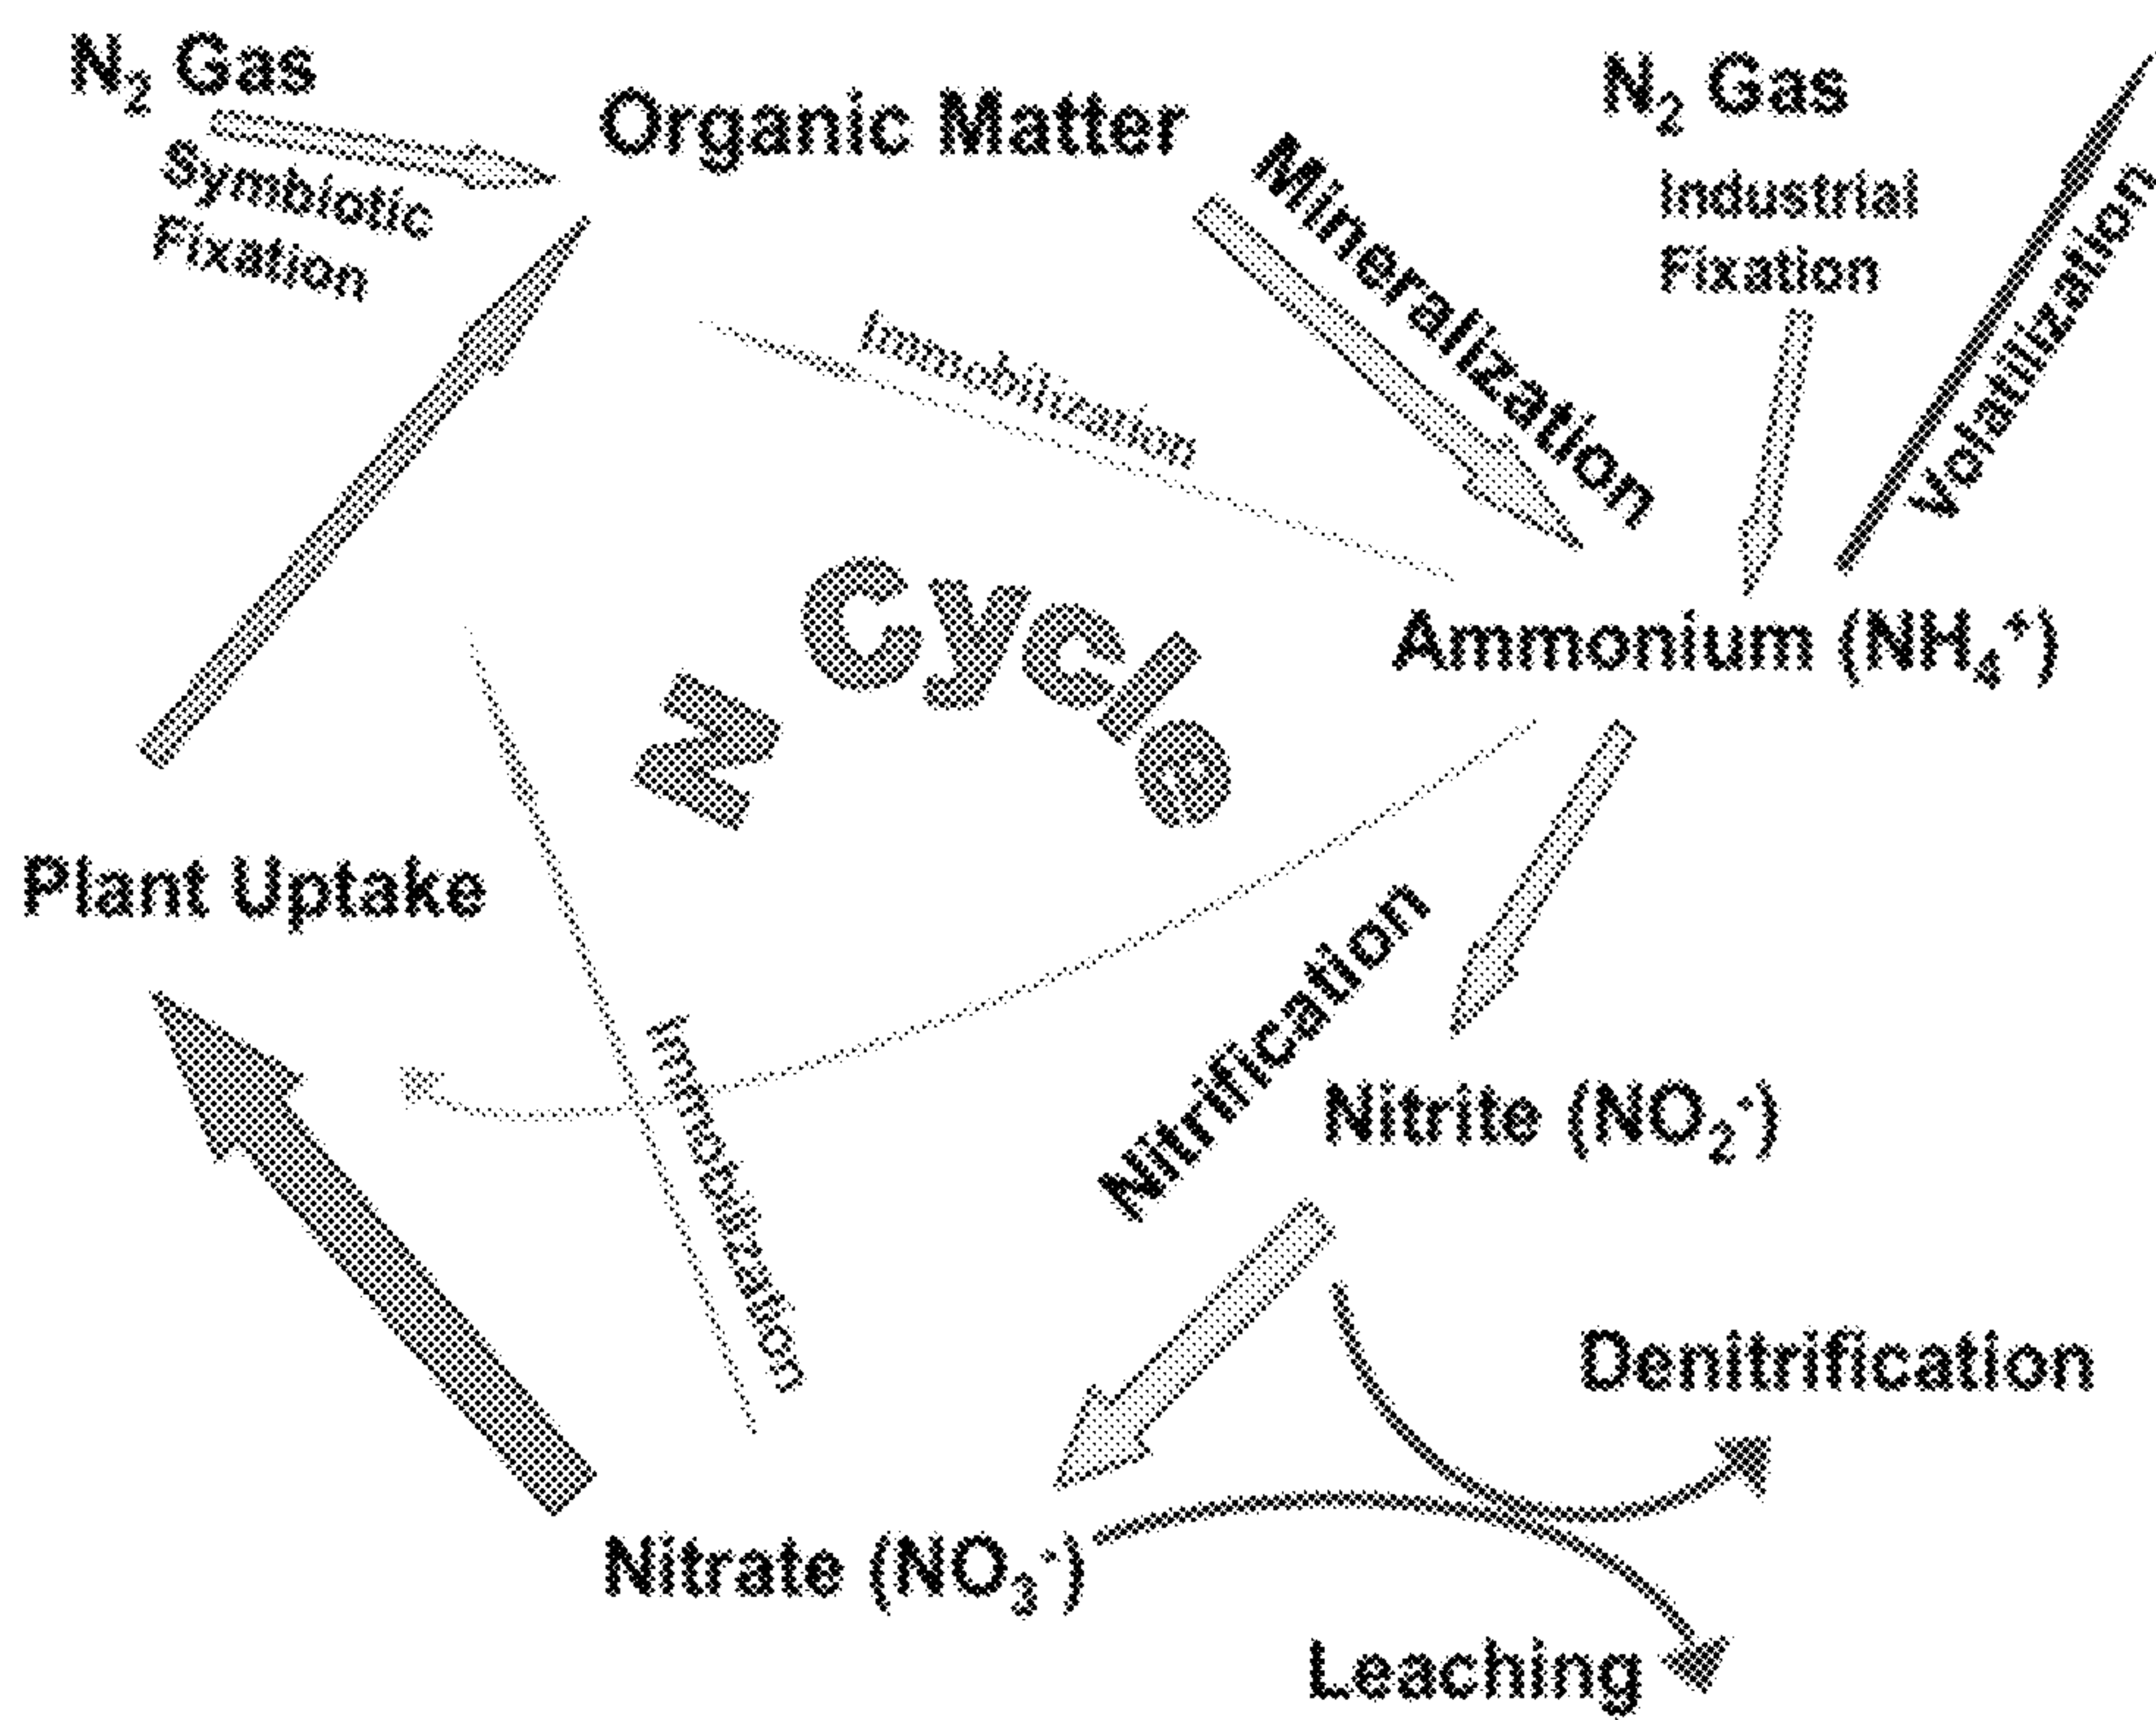 N₂ Gas
Symbiotic
Fixation
Organic Matter
Mineralization
N₂ Gas
Industrial
Fixation
Volatilization
Immobilization
N Cycle
Ammonium (NH₄⁺)
Plant Uptake
Nitrification
Immobilization
Nitrite (NO₂⁻)
Denitrification
Nitrate (NO₃⁻)
Leaching